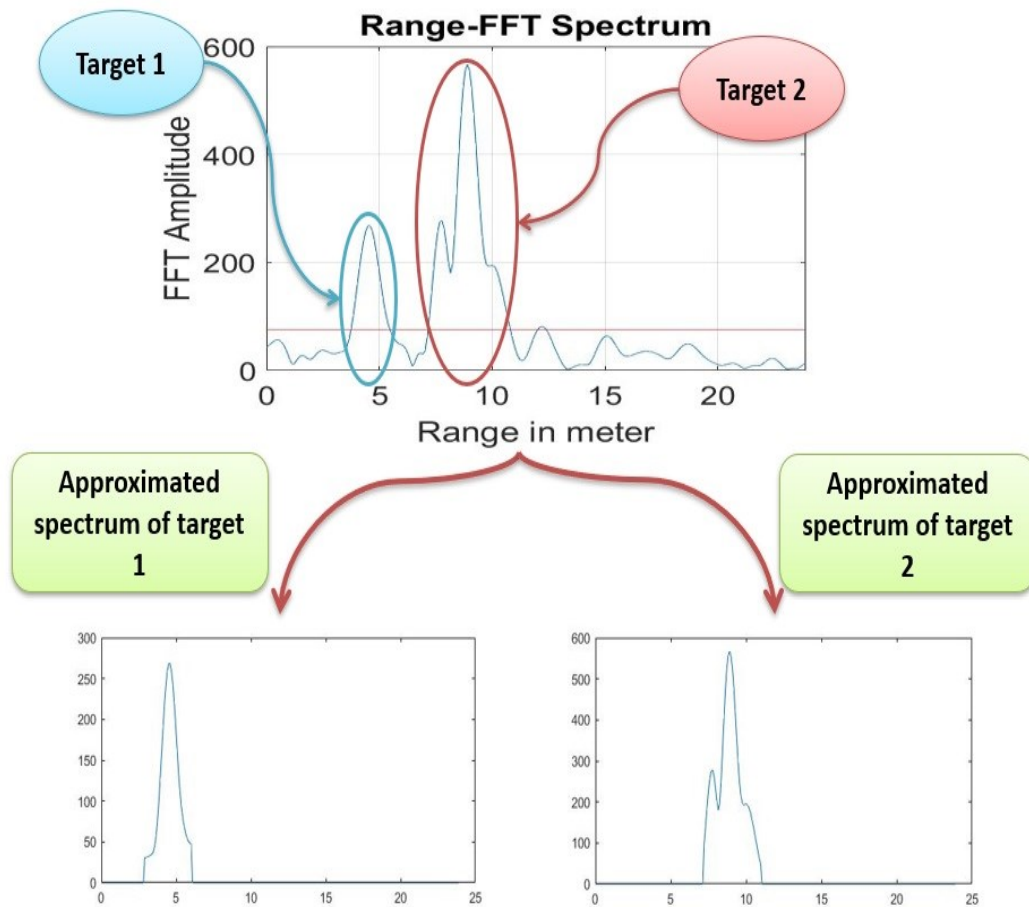 Range-FFT Spectrum
Target 1
Target 2
FFT Amplitude
600
400
200
0
0 5 10 15 20
Range in meter
Approximated
spectrum of target
1
Approximated
spectrum of target
2
300
250
200
150
100
50
0
0 5 10 15 20 25
600
500
400
300
200
100
0
0 5 10 15 20 25